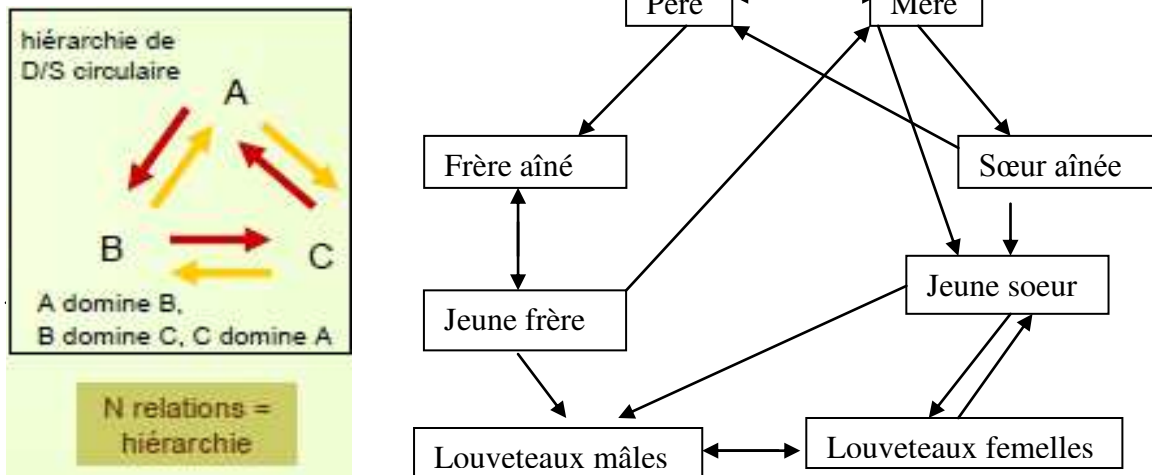 hiérarchie de
D/S circulaire
A
B
C
A domine B,
B domine C, C domine A
N relations =
hiérarchie
Père
Mère
Frère aîné
Sœur aînée
Jeune soeur
Jeune frère
Louveteaux mâles
Louveteaux femelles